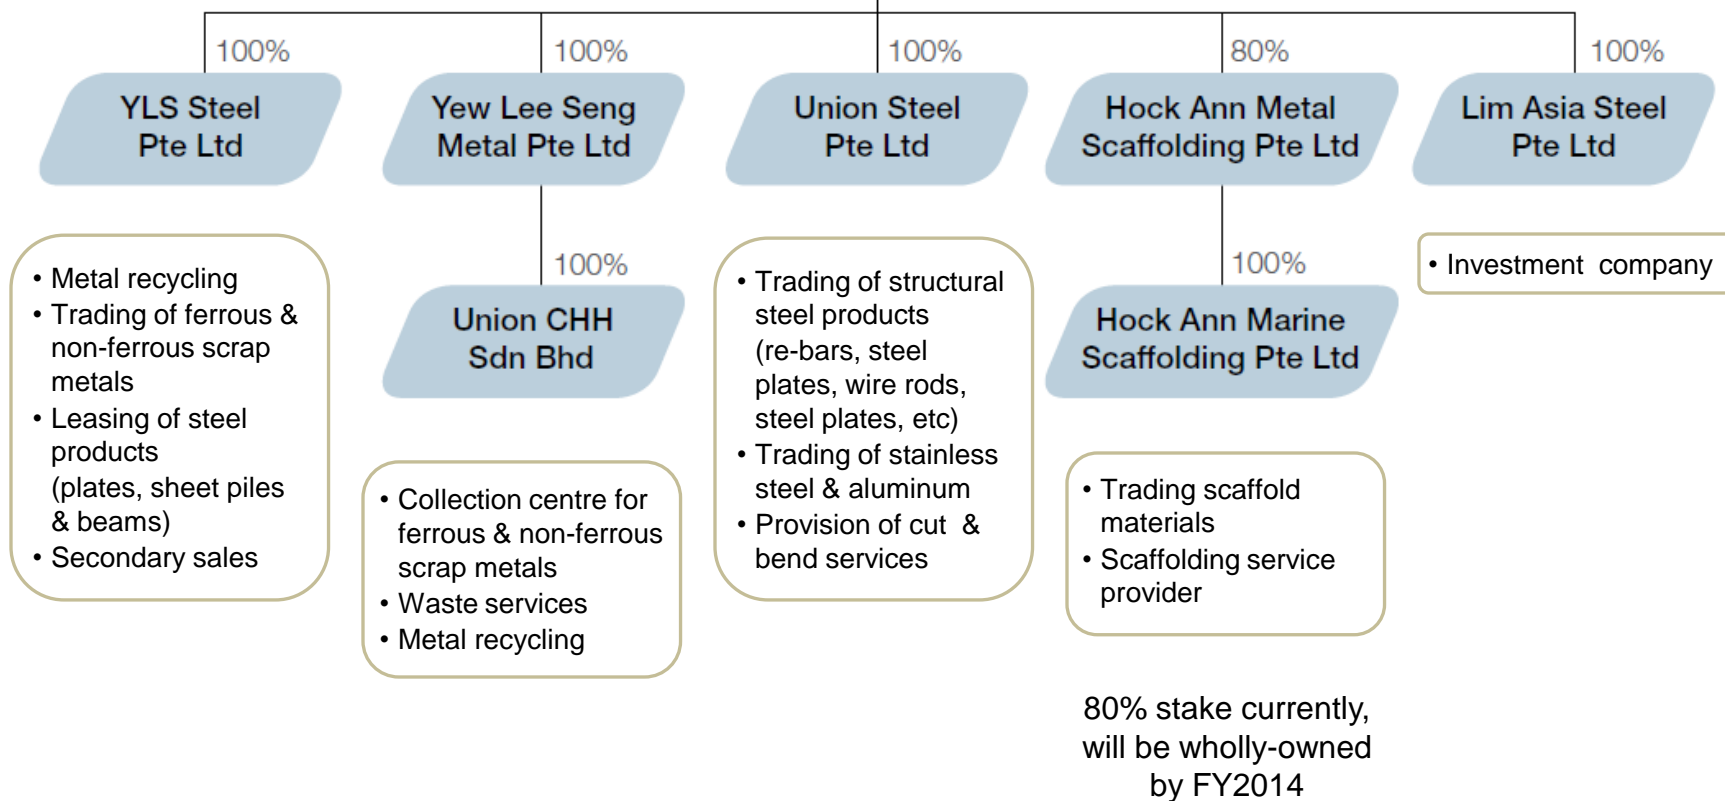 100%
YLS Steel
Pte Ltd
• Metal recycling
• Trading of ferrous &
non-ferrous scrap
metals
• Leasing of steel
products
(plates, sheet piles
& beams)
• Secondary sales
100%
Yew Lee Seng
Metal Pte Ltd
100%
Union CHH
Sdn Bhd
• Collection centre for
ferrous & non-ferrous
scrap metals
• Waste services
• Metal recycling
100%
Union Steel
Pte Ltd
• Trading of structural
steel products
(re-bars, steel
plates, wire rods,
steel plates, etc)
• Trading of stainless
steel & aluminum
• Provision of cut &
bend services
80%
Hock Ann Metal
Scaffolding Pte Ltd
100%
Hock Ann Marine
Scaffolding Pte Ltd
• Trading scaffold
materials
• Scaffolding service
provider
80% stake currently,
will be wholly-owned
by FY2014
100%
Lim Asia Steel
Pte Ltd
• Investment company